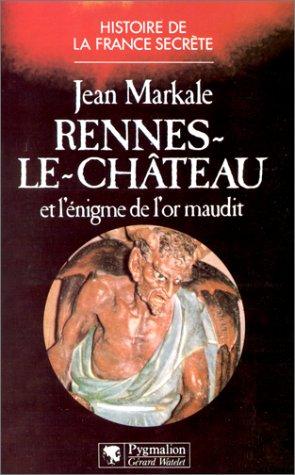 HISTOIRE DE
LA FRANCE SECRÈTE
Jean Markale
RENNES-
LE-CHÂTEAU
et l'énigme de l'or maudit
Pygmalion
Gérard Watelet